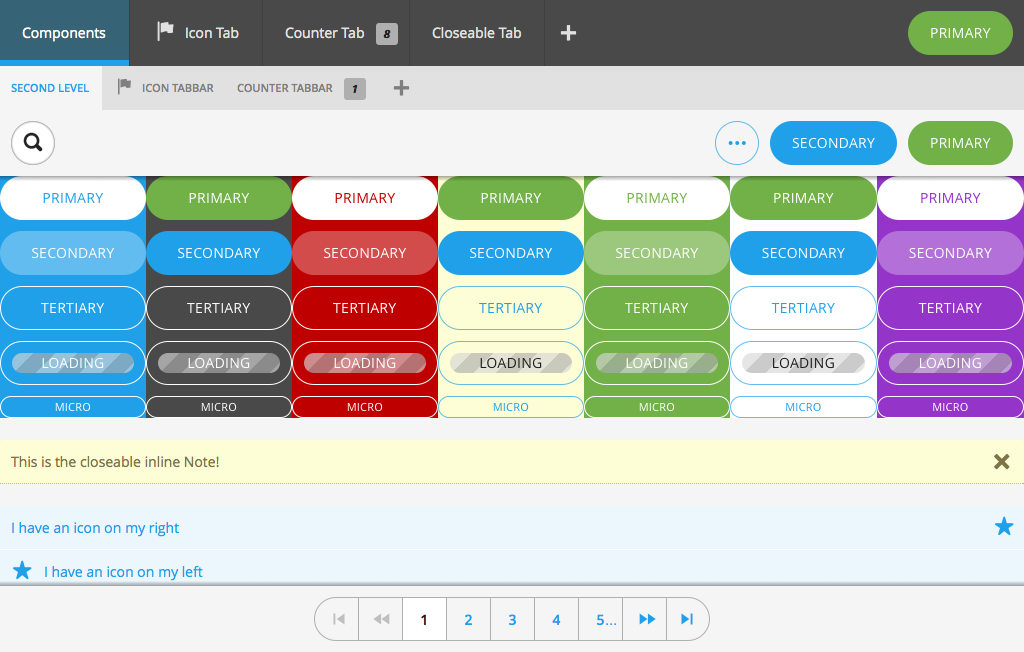 Components Icon Tab Counter Tab 8 Closeable Tab PRIMARY
SECOND LEVEL ICON TABBAR COUNTER TABBAR 1
SECONDARY PRIMARY
PRIMARY PRIMARY PRIMARY PRIMARY PRIMARY PRIMARY PRIMARY
SECONDARY SECONDARY SECONDARY SECONDARY SECONDARY SECONDARY SECONDARY
TERTIARY TERTIARY TERTIARY TERTIARY TERTIARY TERTIARY TERTIARY
LOADING LOADING LOADING LOADING LOADING LOADING LOADING
MICRO MICRO MICRO MICRO MICRO MICRO MICRO
This is the closeable inline Note!
I have an icon on my right
I have an icon on my left
1 2 3 4 5...